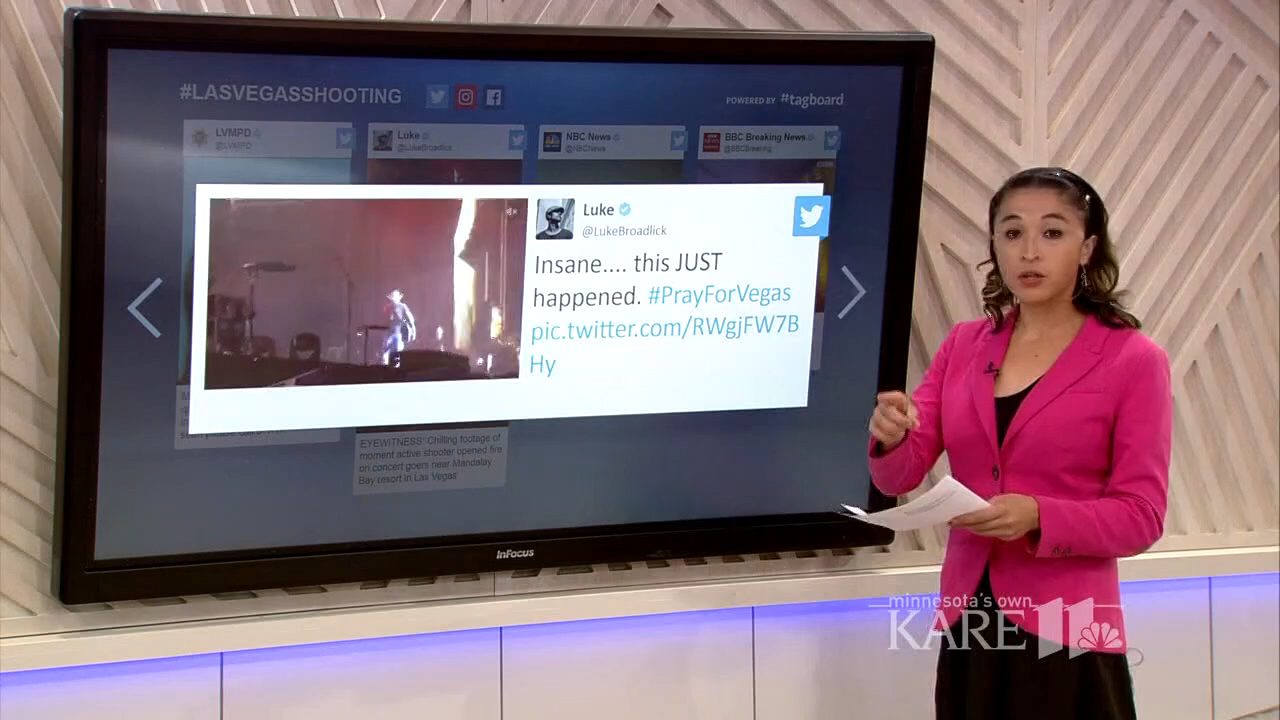 #LASVEGASSHOOTING
POWERED BY #tagboard
LVMPD
@LVMPD
Luke
@LukeBroadlick
NBC News
@NBCNews
BBC Breaking News
@BBCBreaking
Luke
@LukeBroadlick
Insane.... this JUST
happened. #PrayForVegas
pic.twitter.com/RWgjFW7B
Hy
EYEWITNESS: Chilling footage of
moment active shooter opened fire
on concert goers near Mandalay
Bay resort in Las Vegas
InFocus
minnesota's own
KARE 11